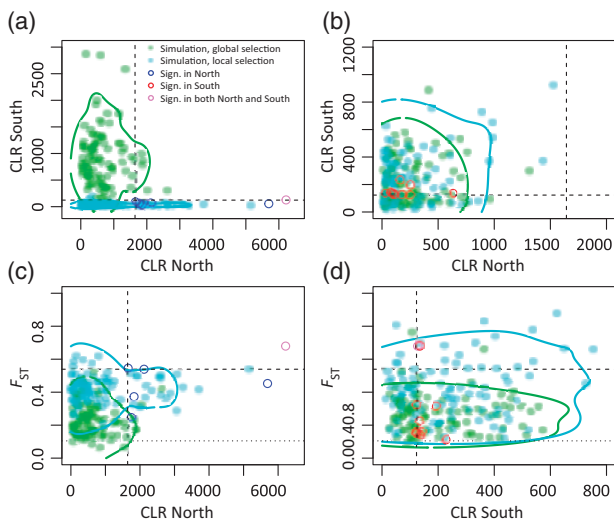 (a)
CLR South
0
1000
2500
0
2000
4000
6000
CLR North
Simulation, global selection
Simulation, local selection
Sign. in North
Sign. in South
Sign. in both North and South
(b)
CLR South
0
400
800
1200
0
500
1000
1500
2000
CLR North
(c)
FST
0.0
0.4
0.8
0
2000
4000
6000
CLR North
(d)
FST
0.00.40.8
0
200
400
600
800
CLR South